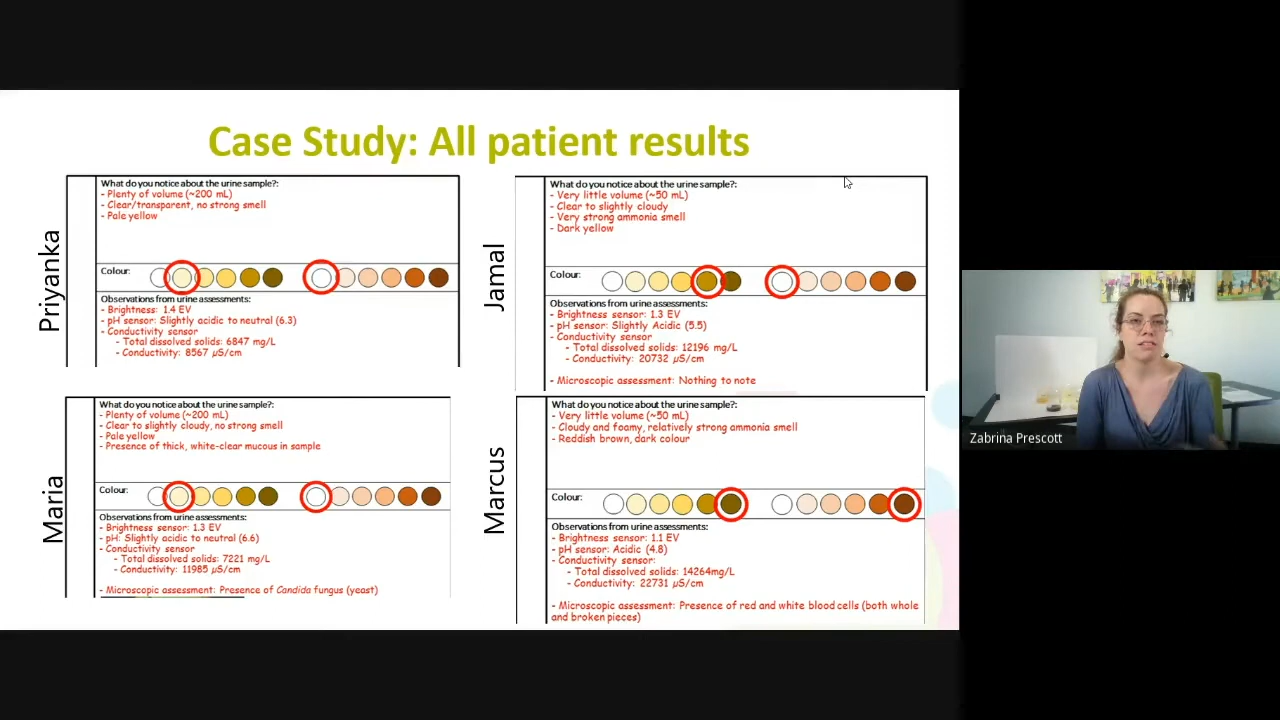 Case Study: All patient results
Priyanka
What do you notice about the urine sample?:
- Plenty of volume (~200 mL)
- Clear/transparent, no strong smell
- Pale yellow
Colour:
Observations from urine assessments:
- Brightness: 1.4 EV
- pH sensor: Slightly acidic to neutral (6.3)
- Conductivity sensor
- Total dissolved solids: 6847 mg/L
- Conductivity: 8567 µS/cm
Jamal
What do you notice about the urine sample?:
- Very little volume (~50 mL)
- Clear to slightly cloudy
- Very strong ammonia smell
- Dark yellow
Colour:
Observations from urine assessments:
- Brightness sensor: 1.3 EV
- pH sensor: Slightly Acidic (5.5)
- Conductivity sensor
- Total dissolved solids: 12196 mg/L
- Conductivity: 20732 µS/cm
- Microscopic assessment: Nothing to note
Maria
What do you notice about the urine sample?:
- Plenty of volume (~200 mL)
- Clear to slightly cloudy, no strong smell
- Pale yellow
- Presence of thick, white-clear mucous in sample
Colour:
Observations from urine assessments:
- Brightness sensor: 1.3 EV
- pH: Slightly acidic to neutral (6.6)
- Conductivity sensor
- Total dissolved solids: 7221 mg/L
- Conductivity: 11985 µS/cm
- Microscopic assessment: Presence of Candida fungus (yeast)
Marcus
What do you notice about the urine sample?:
- Very little volume (~50 mL)
- Cloudy and foamy, relatively strong ammonia smell
- Reddish brown, dark colour
Colour:
Observations from urine assessments:
- Brightness sensor: 1.1 EV
- pH sensor: Acidic (4.8)
- Conductivity sensor:
- Total dissolved solids: 14264mg/L
- Conductivity: 22731 µS/cm
- Microscopic assessment: Presence of red and white blood cells (both whole
and broken pieces)
Zabrina Prescott